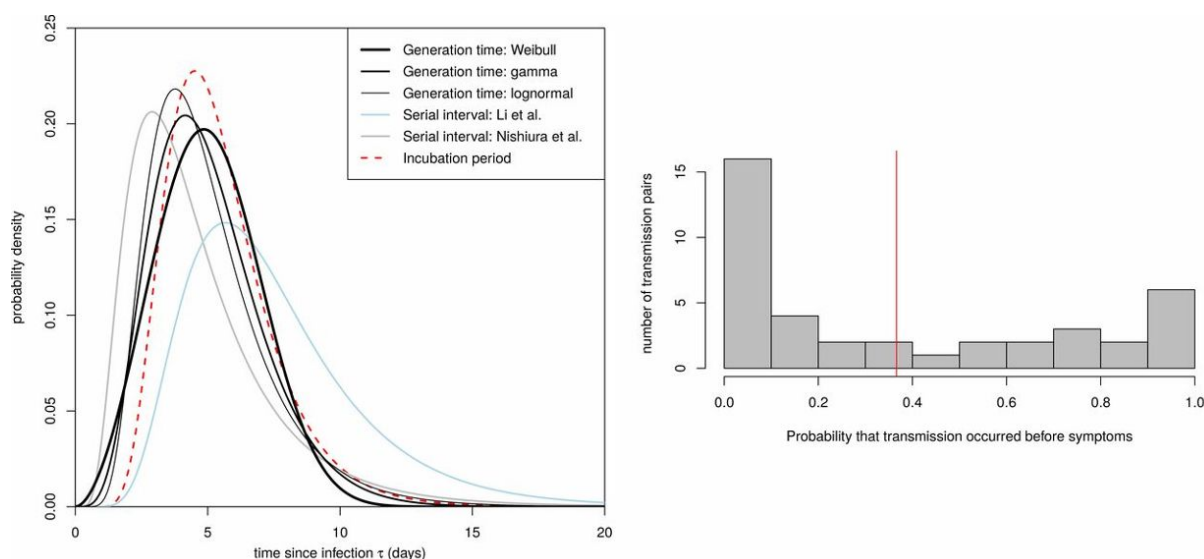 0.25
0.20
0.15
0.10
0.05
0.00
probability density
0
5
10
15
20
time since infection τ (days)
Generation time: Weibull
Generation time: gamma
Generation time: lognormal
Serial interval: Li et al.
Serial interval: Nishiura et al.
Incubation period
15
10
5
0
number of transmission pairs
0.0
0.2
0.4
0.6
0.8
1.0
Probability that transmission occurred before symptoms